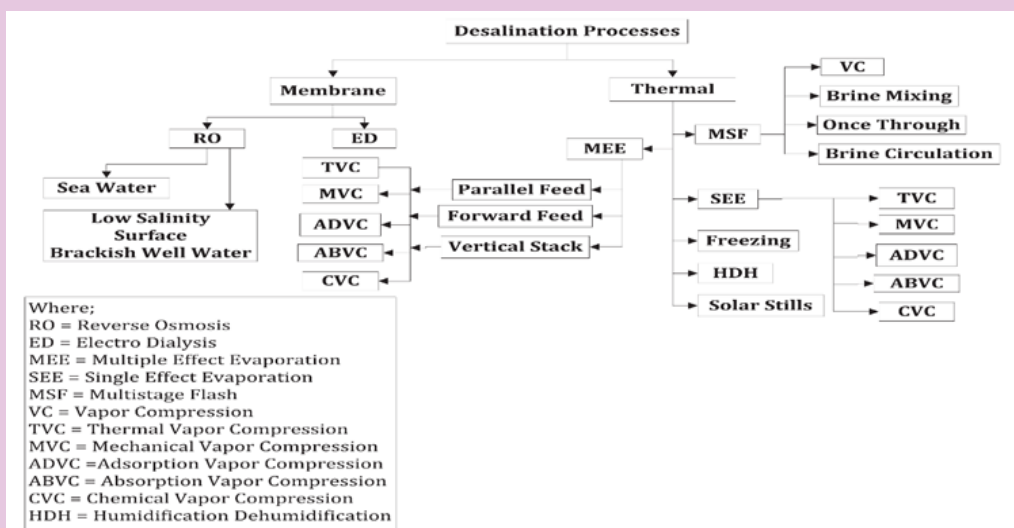 Desalination Processes
Membrane
Thermal
RO
ED
Sea Water
Low Salinity
Surface
Brackish Well Water
MEE
Parallel Feed
Forward Feed
Vertical Stack
TVC
MVC
ADVC
ABVC
CVC
MSF
VC
Brine Mixing
Once Through
Brine Circulation
SEE
TVC
MVC
ADVC
ABVC
CVC
Freezing
HDH
Solar Stills
Where;
RO = Reverse Osmosis
ED = Electro Dialysis
MEE = Multiple Effect Evaporation
SEE = Single Effect Evaporation
MSF = Multistage Flash
VC = Vapor Compression
TVC = Thermal Vapor Compression
MVC = Mechanical Vapor Compression
ADVC =Adsorption Vapor Compression
ABVC = Absorption Vapor Compression
CVC = Chemical Vapor Compression
HDH = Humidification Dehumidification